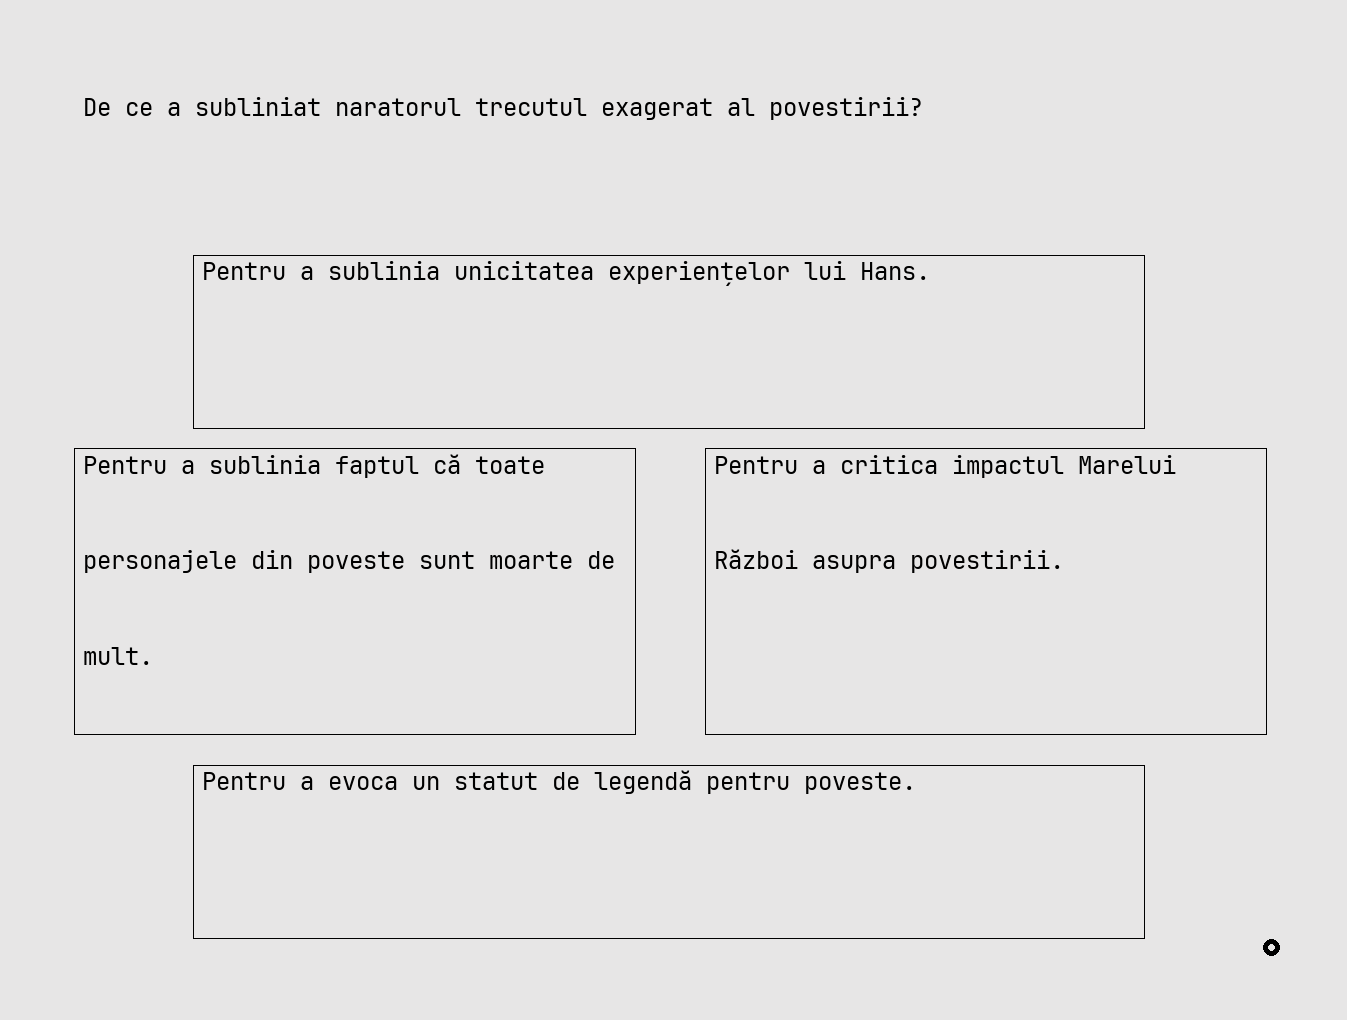 De ce a subliniat naratorul trecutul exagerat al povestirii?
Pentru a sublinia unicitatea experiențelor lui Hans.
Pentru a sublinia faptul că toate
personajele din poveste sunt moarte de
mult.
Pentru a critica impactul Marelui
Război asupra povestirii.
Pentru a evoca un statut de legendă pentru poveste.